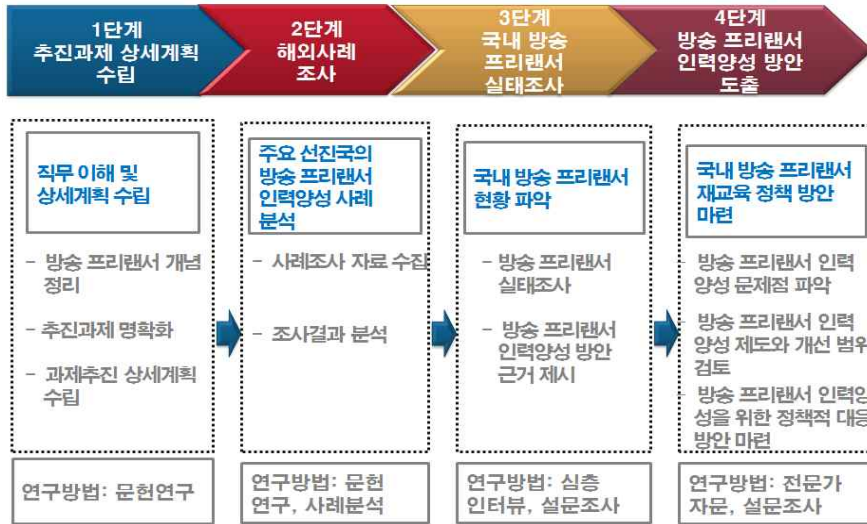 1단계
추진과제 상세계획
수립
2단계
해외사례
조사
3단계
국내 방송
프리랜서
실태조사
4단계
방송 프리랜서
인력양성 방안
도출
직무 이해 및
상세계획 수립
- 방송 프리랜서 개념
정리
- 추진과제 명확화
- 과제추진 상세계획
수립
연구방법: 문헌연구
주요 선진국의
방송 프리랜서
인력양성 사례
분석
- 사례조사 자료 수집
- 조사결과 분석
연구방법: 문헌
연구, 사례분석
국내 방송 프리랜서
현황 파악
- 방송 프리랜서
실태조사
- 방송 프리랜서
인력양성 방안
근거 제시
연구방법: 심층
인터뷰, 설문조사
국내 방송 프리랜서
재교육 정책 방안
마련
- 방송 프리랜서 인력
양성 문제점 파악
- 방송 프리랜서 인력
양성 제도와 개선 범위
검토
- 방송 프리랜서 인력양
성을 위한 정책적 대응
방안 마련
연구방법: 전문가
자문, 설문조사